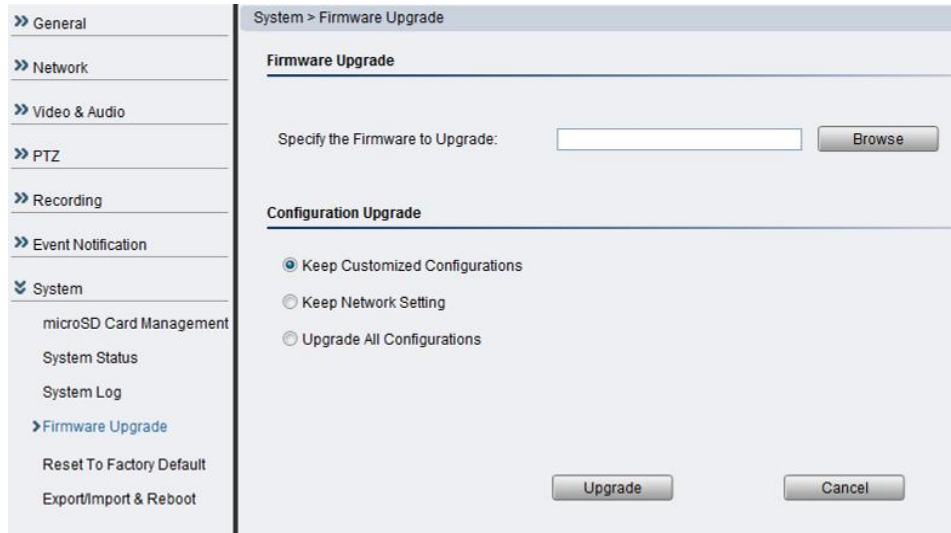 General
Network
Video & Audio
PTZ
Recording
Event Notification
System
microSD Card Management
System Status
System Log
Firmware Upgrade
Reset To Factory Default
Export/Import & Reboot
System > Firmware Upgrade
Firmware Upgrade
Specify the Firmware to Upgrade: Browse
Configuration Upgrade
Keep Customized Configurations
Keep Network Setting
Upgrade All Configurations
Upgrade Cancel